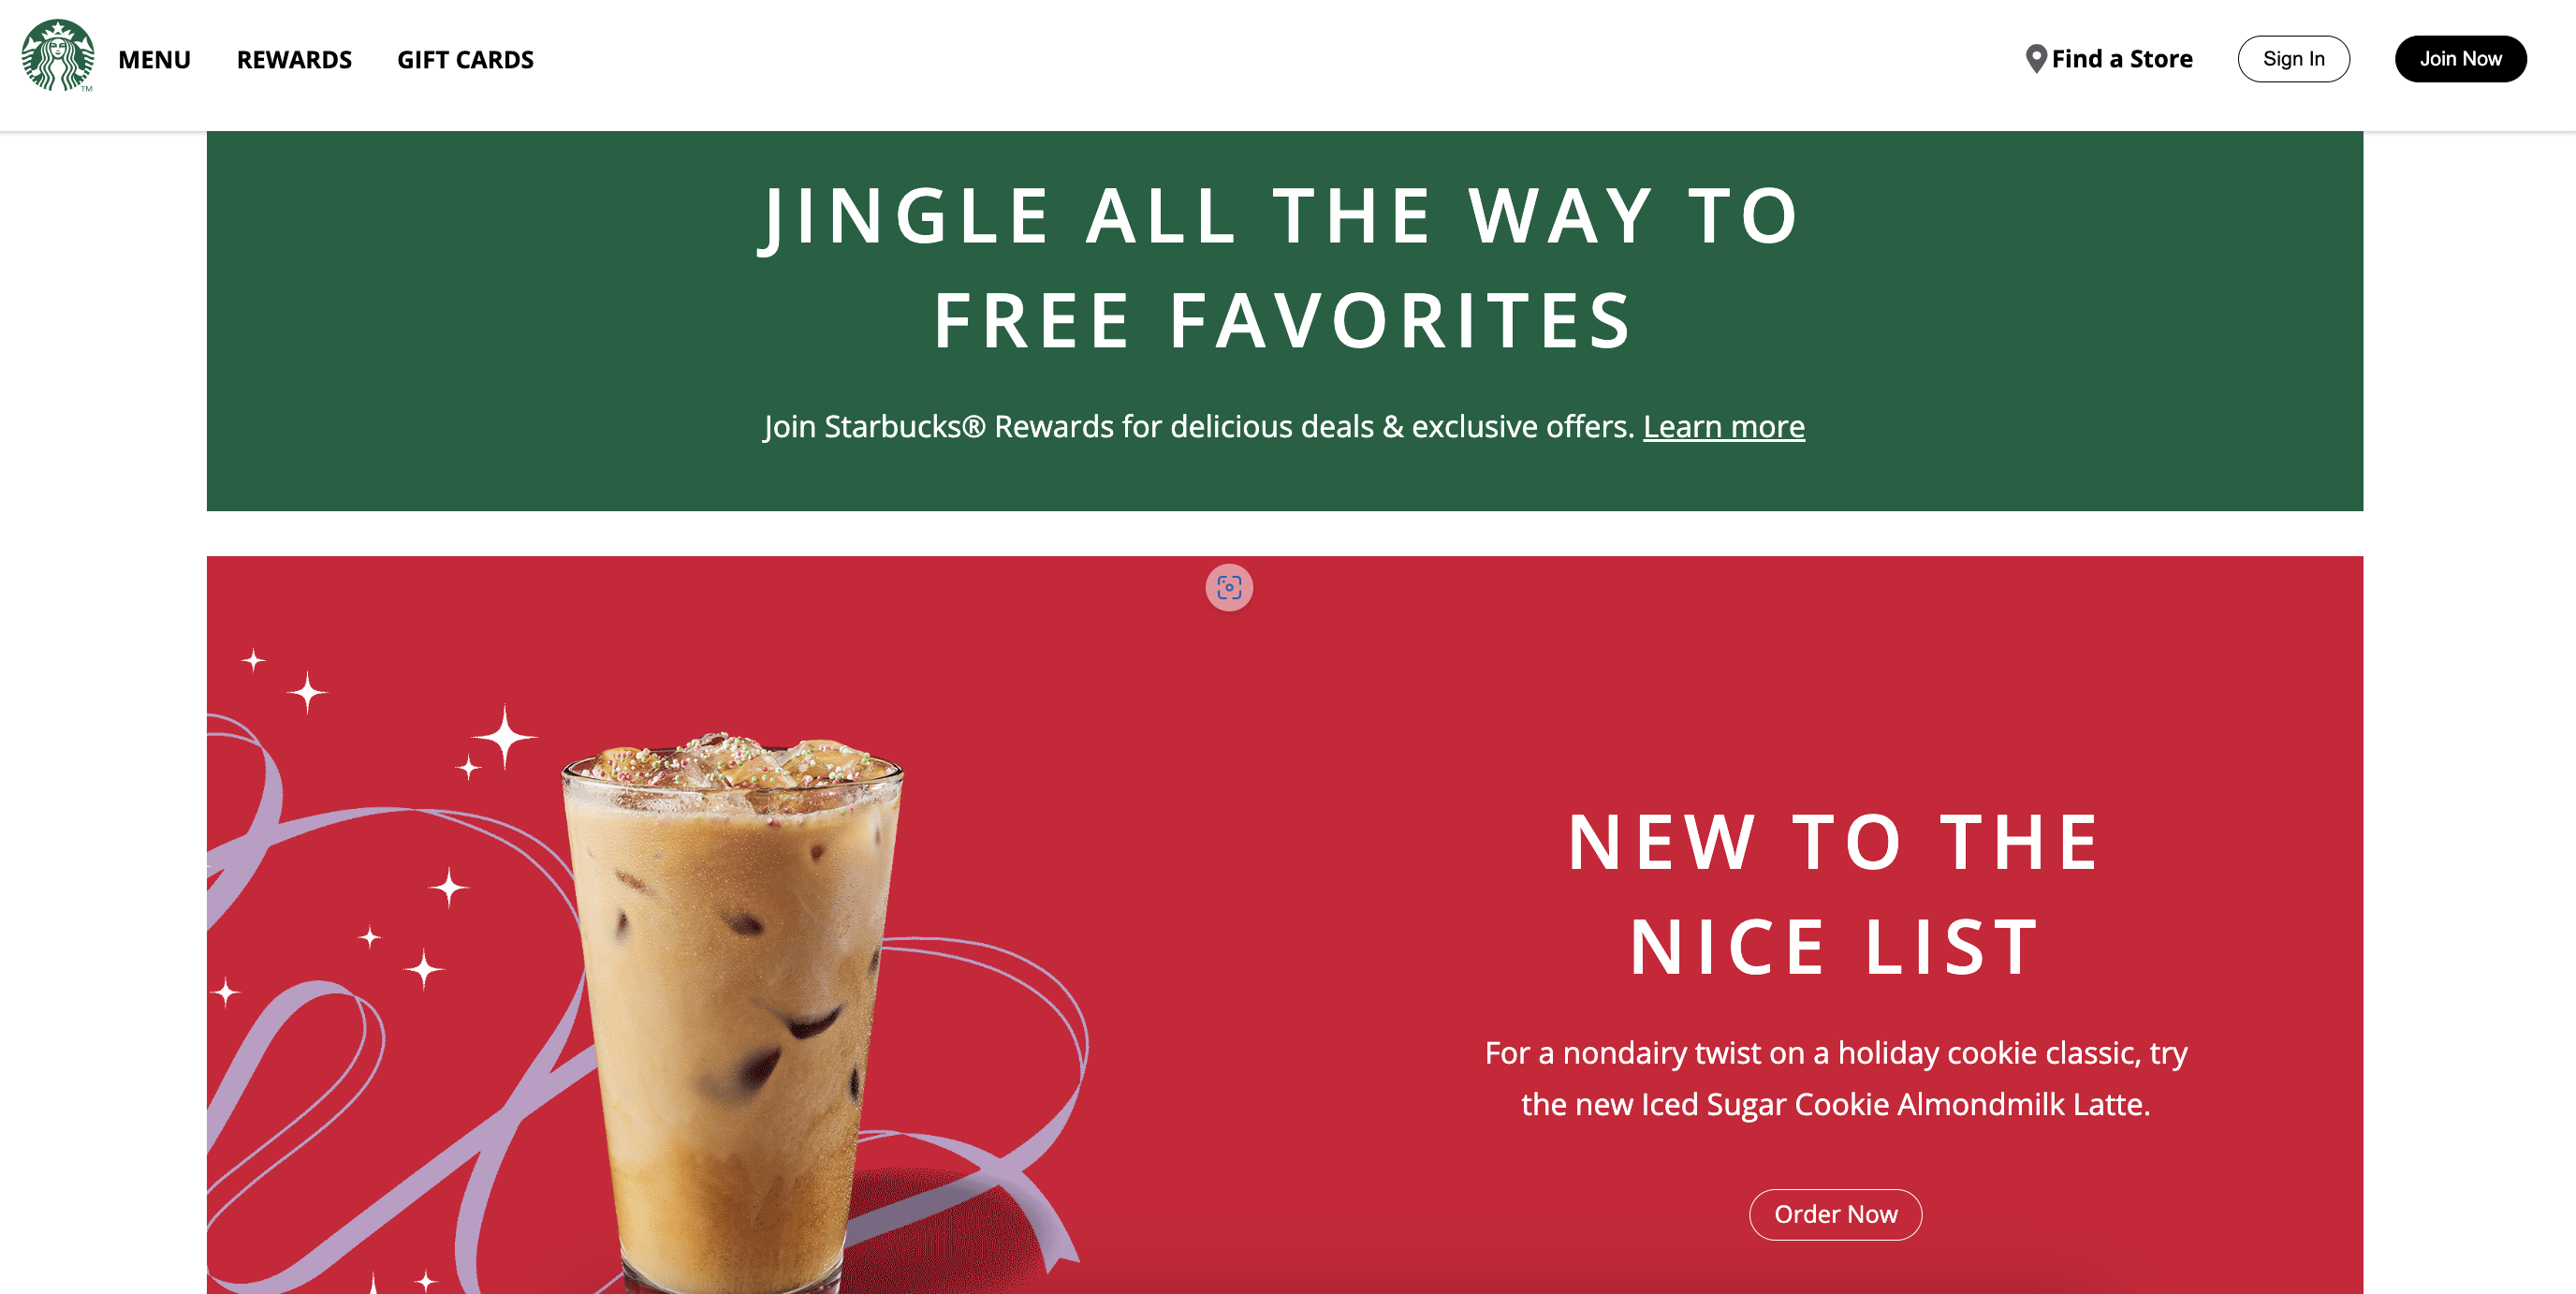 MENU REWARDS GIFT CARDS Find a Store Sign In Join Now
TM
JINGLE ALL THE WAY TO
FREE FAVORITES
Join Starbucks® Rewards for delicious deals & exclusive offers. Learn more
NEW TO THE
NICE LIST
For a nondairy twist on a holiday cookie classic, try
the new Iced Sugar Cookie Almondmilk Latte.
Order Now